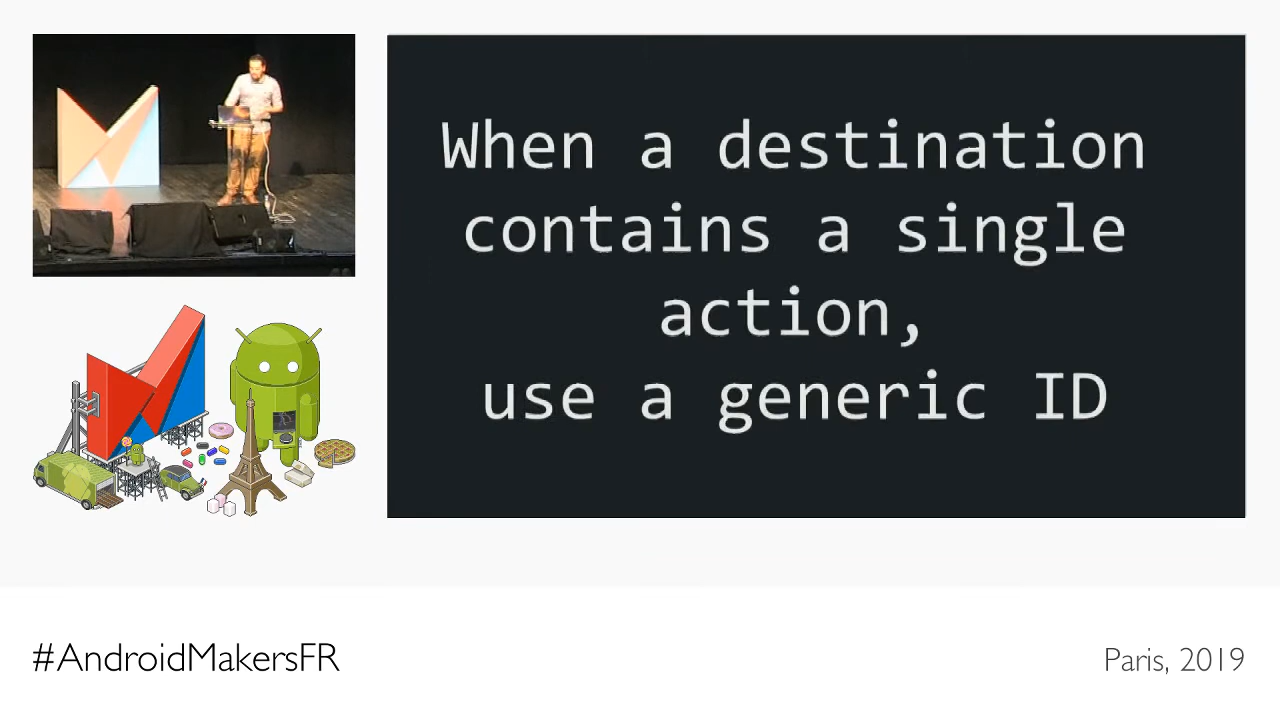 When a destination
contains a single
action,
use a generic ID
#AndroidMakersFR
Paris, 2019